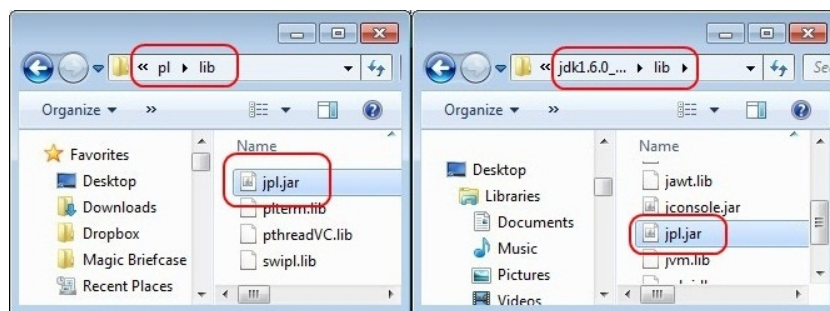 « pl ▸ lib
Organize ▾ »
Favorites
Desktop
Downloads
Dropbox
Magic Briefcase
Recent Places
Name
jpl.jar
plterm.lib
pthreadVC.lib
swipl.lib
« jdk1.6.0_... ▸ lib ▸
Se
Organize ▾ »
Desktop
Libraries
Documents
Music
Pictures
Videos
Name
jawt.lib
jconsole.jar
jpl.jar
jvm.lib